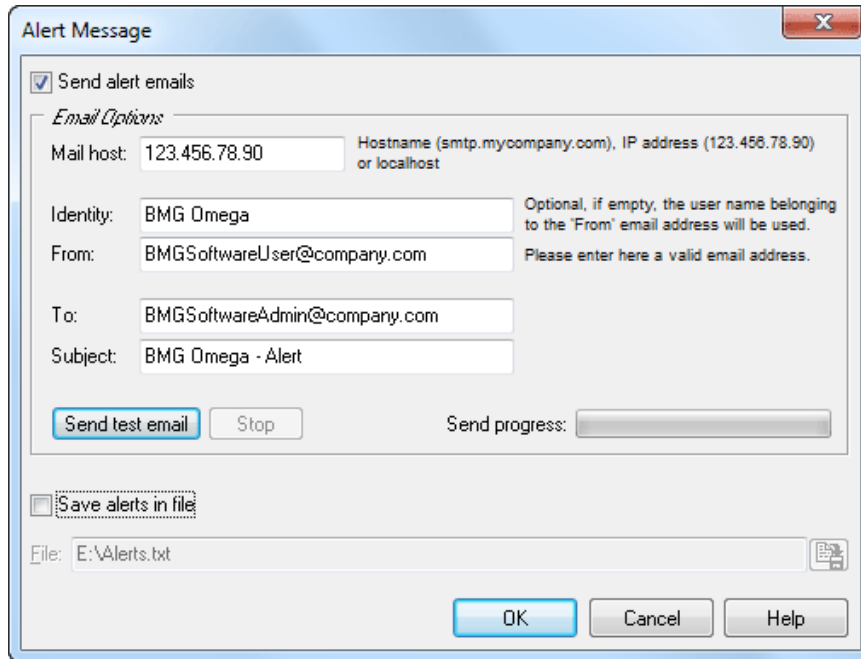 Alert Message
Send alert emails
Email Options
Mail host: 123.456.78.90 Hostname (smtp.mycompany.com), IP address (123.456.78.90)
or localhost
Identity: BMG Omega Optional, if empty, the user name belonging
to the 'From' email address will be used.
From: BMGSoftwareUser@company.com Please enter here a valid email address.
To: BMGSoftwareAdmin@company.com
Subject: BMG Omega - Alert
Send test email Stop Send progress:
Save alerts in file
File: E:\Alerts.txt
OK Cancel Help